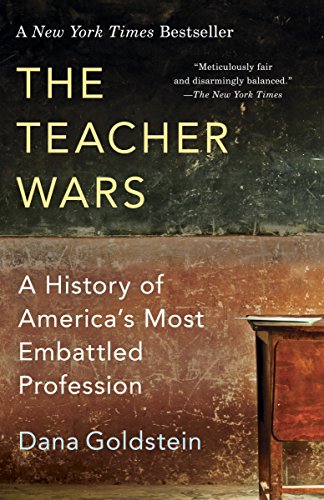 A New York Times Bestseller
THE
TEACHER
WARS
“Meticulously fair
and disarmingly balanced.”
—The New York Times
A History of
America’s Most
Embattled
Profession
Dana Goldstein